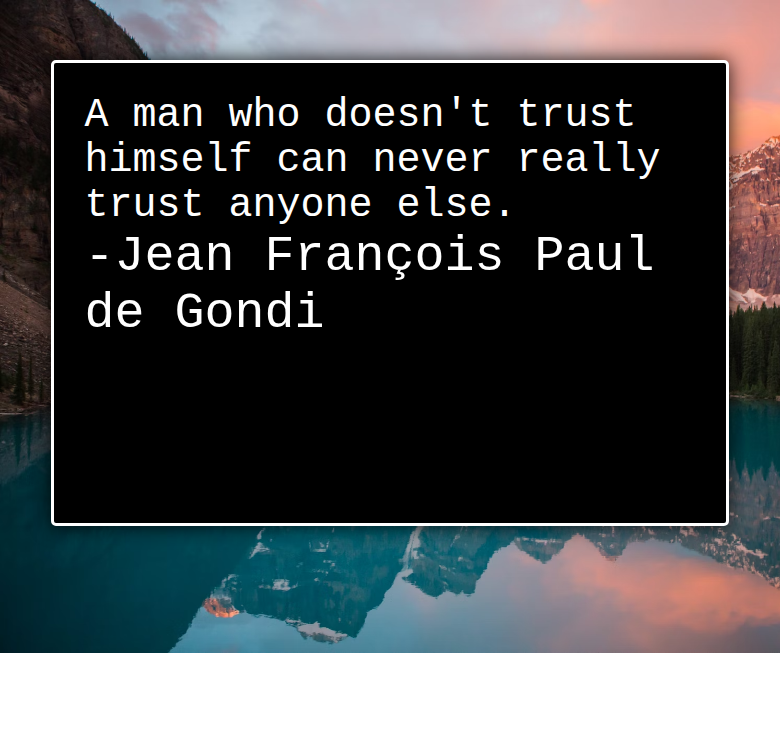 A man who doesn't trust
himself can never really
trust anyone else.
-Jean François Paul
de Gondi